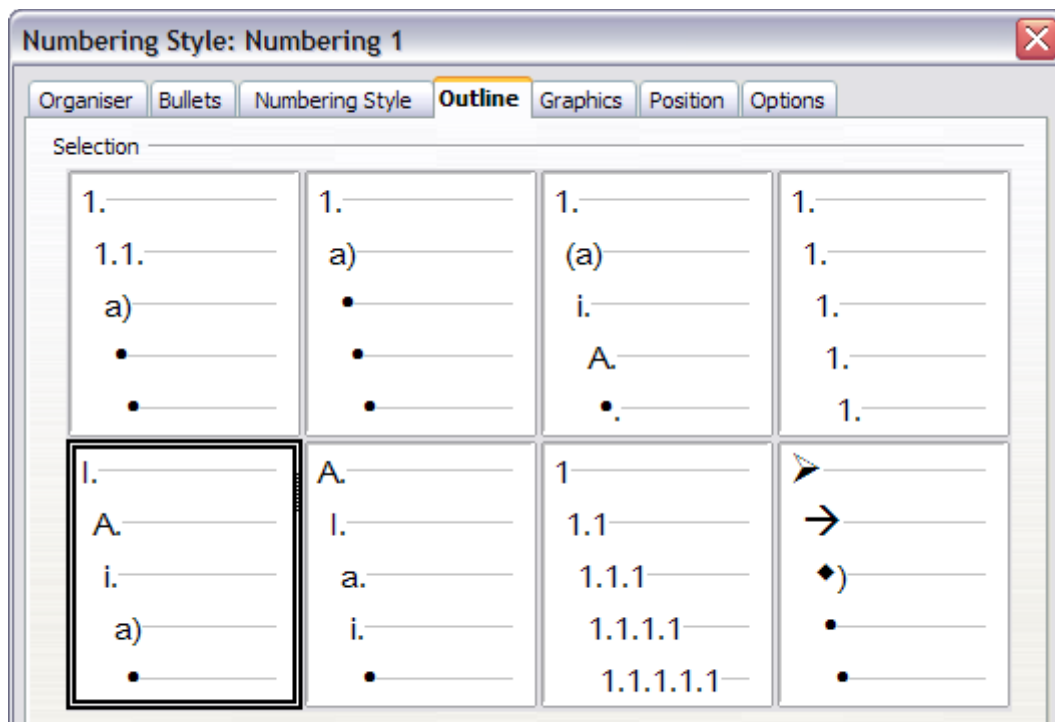 Numbering Style: Numbering 1
Organiser Bullets Numbering Style Outline Graphics Position Options
Selection
1.
1.1.
a)
•
•
1.
a)
•
•
•
1.
(a)
i.
A.
•.
1.
1.
1.
1.
1.
I.
A.
i.
a)
•
A.
I.
a.
i.
•
1
1.1
1.1.1
1.1.1.1
1.1.1.1.1
➢
→
◆)
•
•